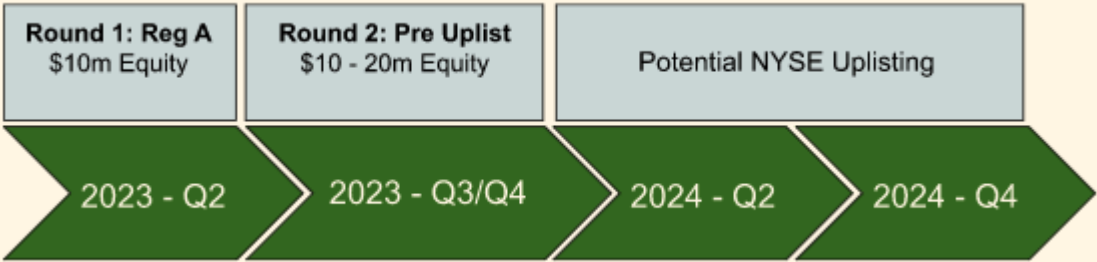 Round 1: Reg A
$10m Equity
Round 2: Pre Uplist
$10 - 20m Equity
Potential NYSE Uplisting
2023 - Q2
2023 - Q3/Q4
2024 - Q2
2024 - Q4